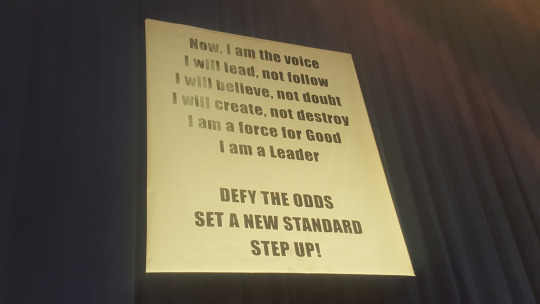 Now, I am the voice
I will lead, not follow
I will believe, not doubt
I will create, not destroy
I am a force for Good
I am a Leader
DEFY THE ODDS
SET A NEW STANDARD
STEP UP!